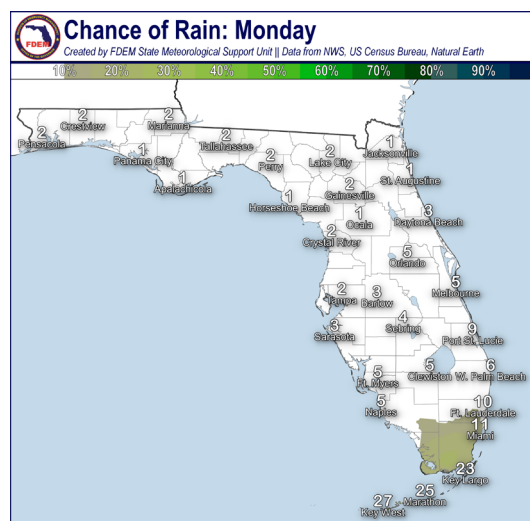 FDEM
Chance of Rain: Monday
Created by FDEM State Meteorological Support Unit || Data from NWS, US Census Bureau, Natural Earth
10% 20% 30% 40% 50% 60% 70% 80% 90%
2
Crestview
2
Marianna
2
Pensacola
2
Tallahassee
1
Panama City
2
Perry
2
Lake City
1
Jacksonville
1
Apalachicola
1
St. Augustine
2
Gainesville
1
Horseshoe Beach
1
Ocala
3
Daytona Beach
2
Crystal River
5
Orlando
5
Melbourne
2
Tampa
3
Bartow
3
Sarasota
4
Sebring
9
Port St. Lucie
5
Ft. Myers
5
Clewiston
6
W. Palm Beach
5
Naples
10
Ft. Lauderdale
11
Miami
23
Key Largo
25
Marathon
27
Key West